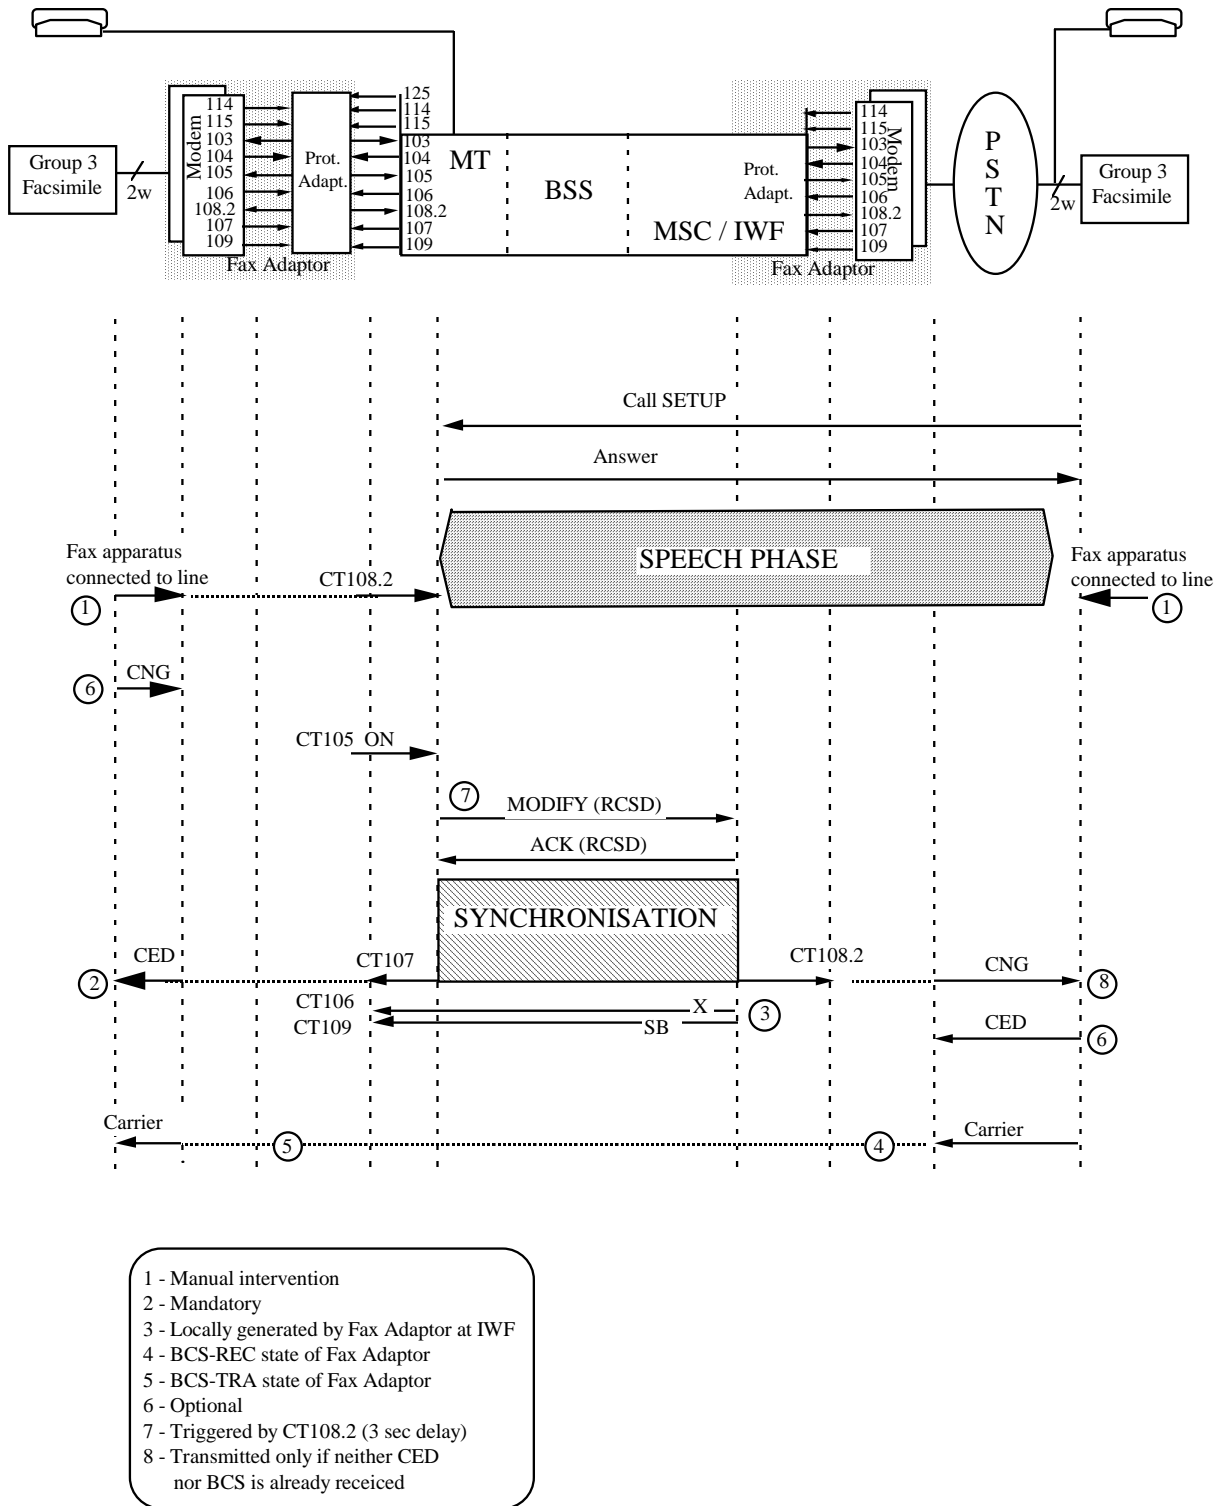 125
114
115
103
104
105
106
108.2
107
109
114
115
103
104
105
106
108.2
107
109
114
115
103
104
105
106
108.2
107
109
Modem
Modem
Group 3
Facsimile
2w
Prot.
Adapt.
MT
BSS
MSC / IWF
Prot.
Adapt.
Fax Adaptor
Fax Adaptor
P
S
T
N
2w
Group 3
Facsimile
Call SETUP
Answer
SPEECH PHASE
Fax apparatus
connected to line
1
CT108.2
Fax apparatus
connected to line
1
CNG
6
CT105 ON
7
MODIFY (RCSD)
ACK (RCSD)
SYNCHRONISATION
CED
2
CT107
CT108.2
CNG
8
CT106
X
3
CT109
SB
CED
6
Carrier
5
4
Carrier
1 - Manual intervention
2 - Mandatory
3 - Locally generated by Fax Adaptor at IWF
4 - BCS-REC state of Fax Adaptor
5 - BCS-TRA state of Fax Adaptor
6 - Optional
7 - Triggered by CT108.2 (3 sec delay)
8 - Transmitted only if neither CED
nor BCS is already receiced